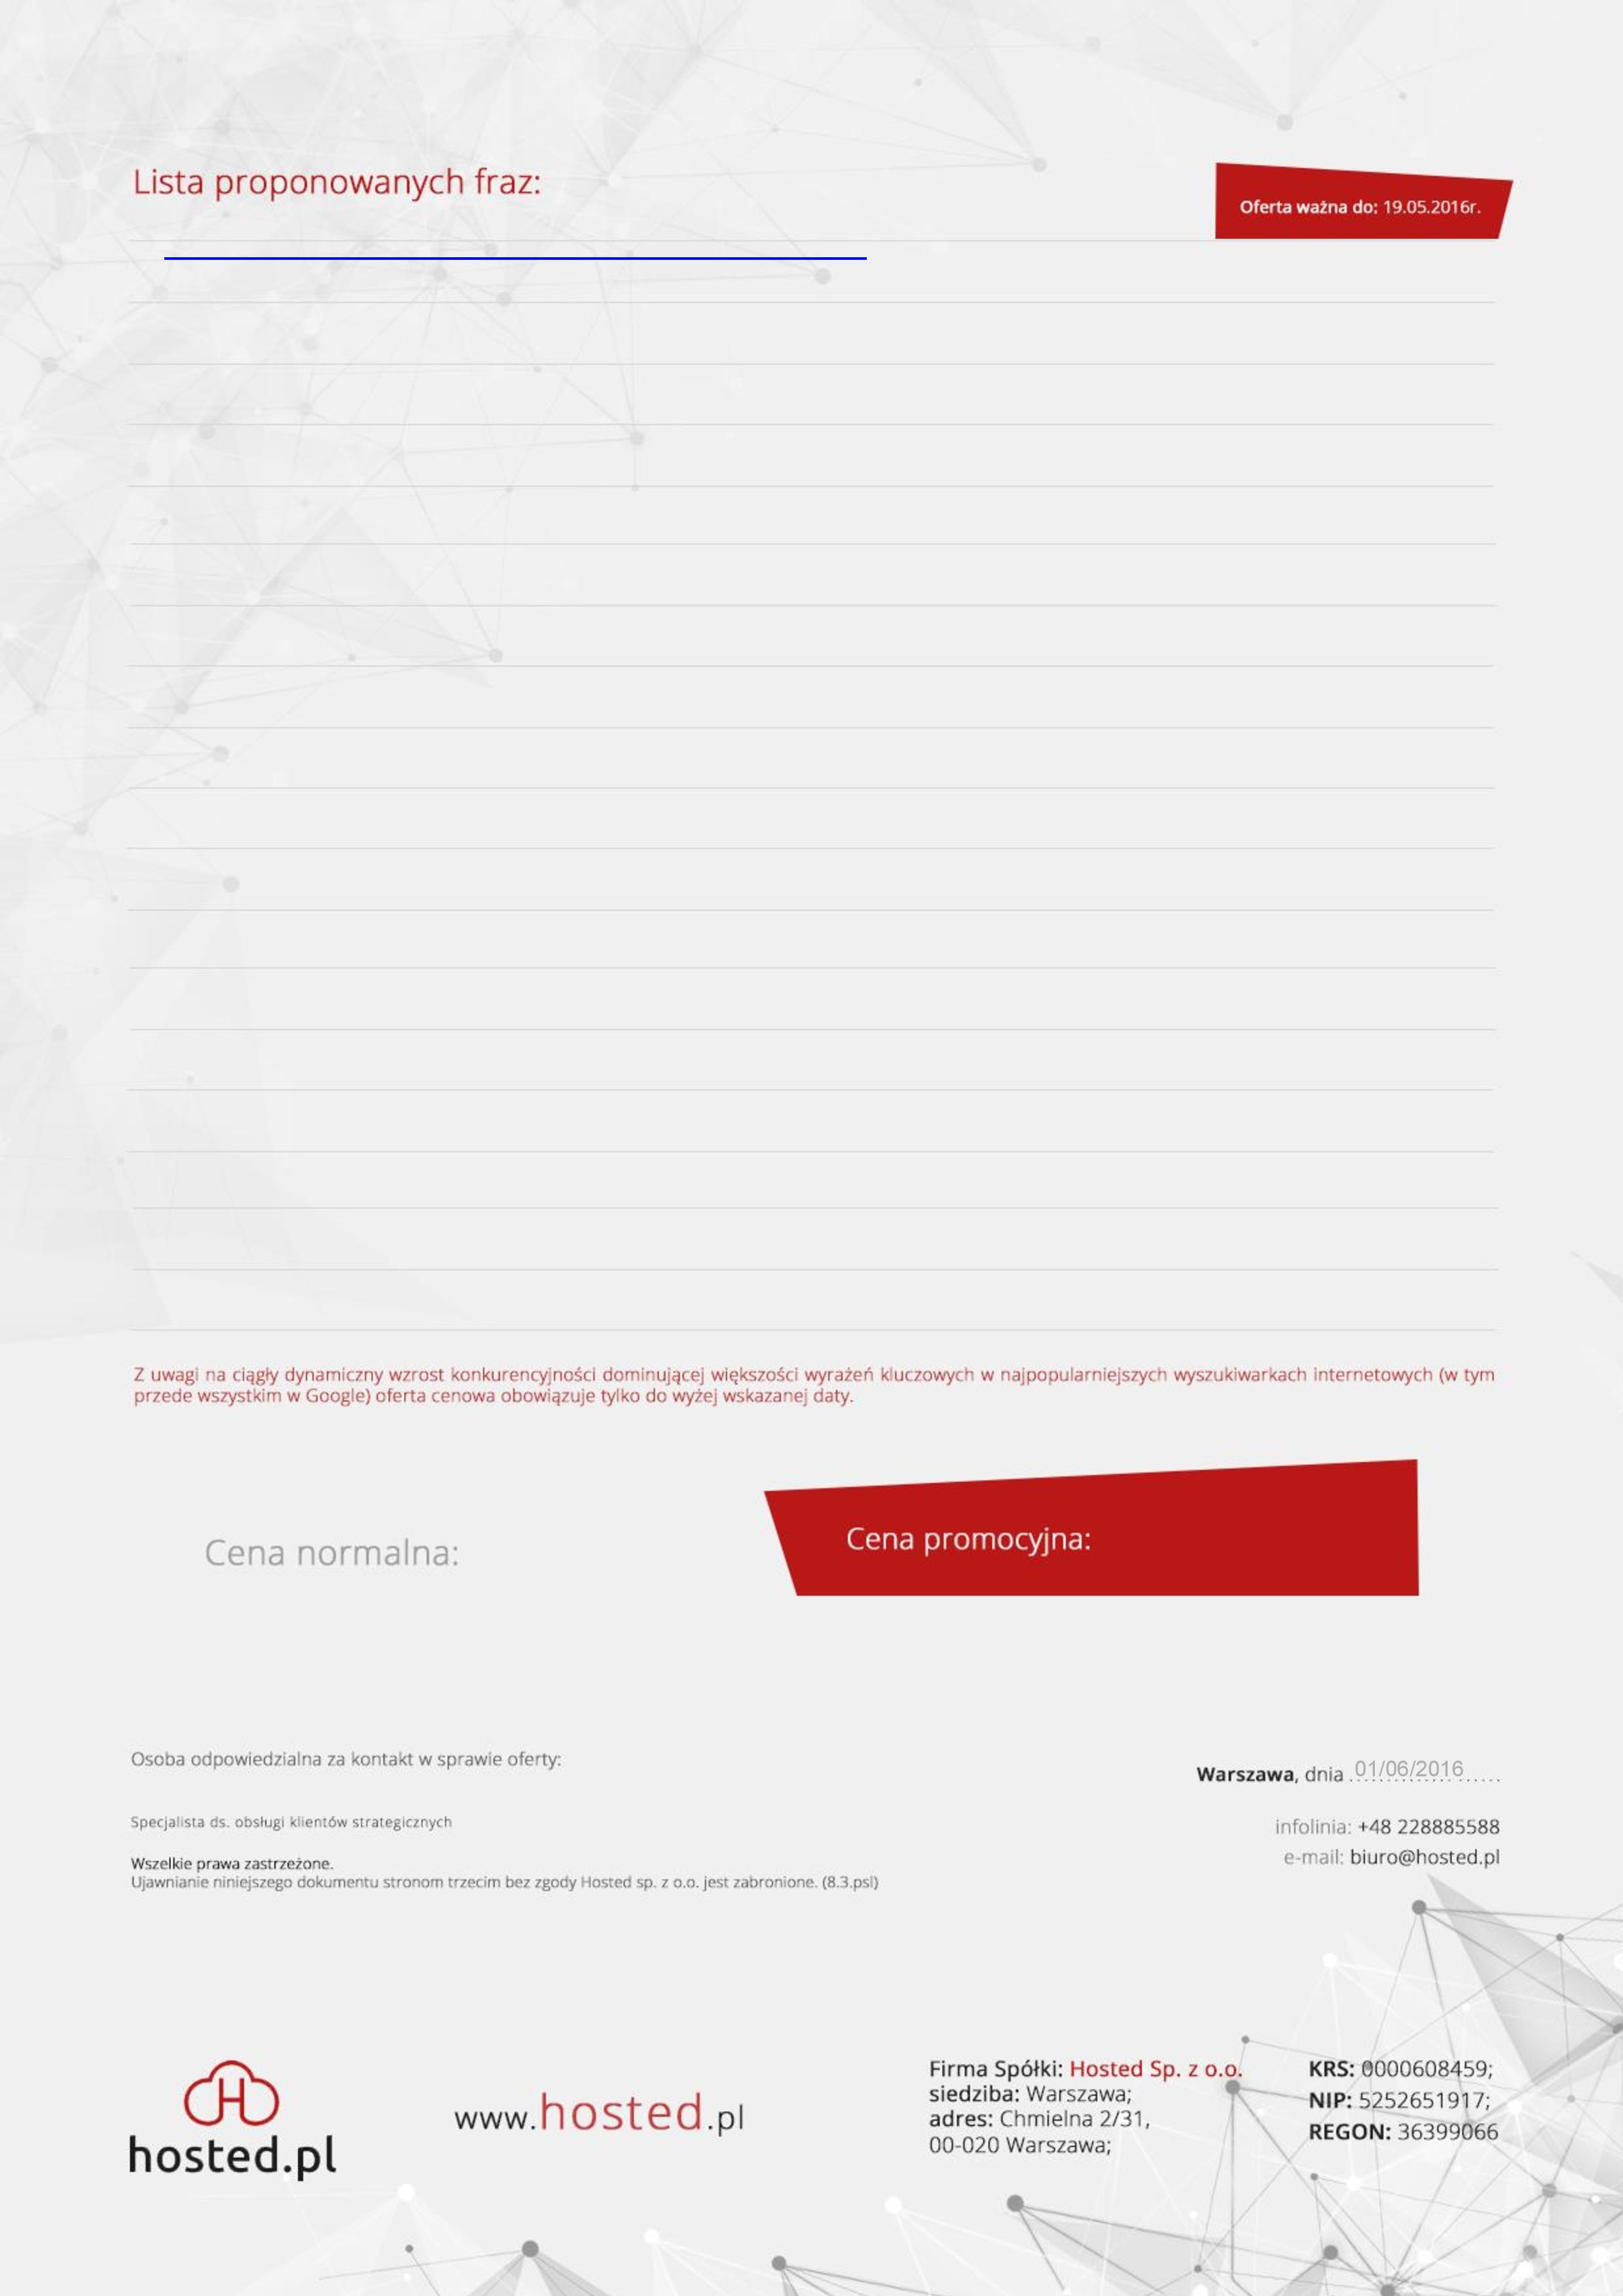 Lista proponowanych fraz:
Oferta ważna do: 19.05.2016r.
Z uwagi na ciągły dynamiczny wzrost konkurencyjności dominującej większości wyrażeń kluczowych w najpopularniejszych wyszukiwarkach internetowych (w tym
przede wszystkim w Google) oferta cenowa obowiązuje tylko do wyżej wskazanej daty.
Cena normalna:
Cena promocyjna:
Osoba odpowiedzialna za kontakt w sprawie oferty:
Warszawa, dnia 01/06/2016
Specjalista ds. obsługi klientów strategicznych
infolinia: +48 228885588
e-mail: biuro@hosted.pl
Wszelkie prawa zastrzeżone.
Ujawnianie niniejszego dokumentu stronom trzecim bez zgody Hosted sp. z o.o. jest zabronione. (8.3.psl)
H
hosted.pl
www.hosted.pl
Firma Spółki: Hosted Sp. z o.o.
siedziba: Warszawa;
adres: Chmielna 2/31,
00-020 Warszawa;
KRS: 0000608459;
NIP: 5252651917;
REGON: 36399066